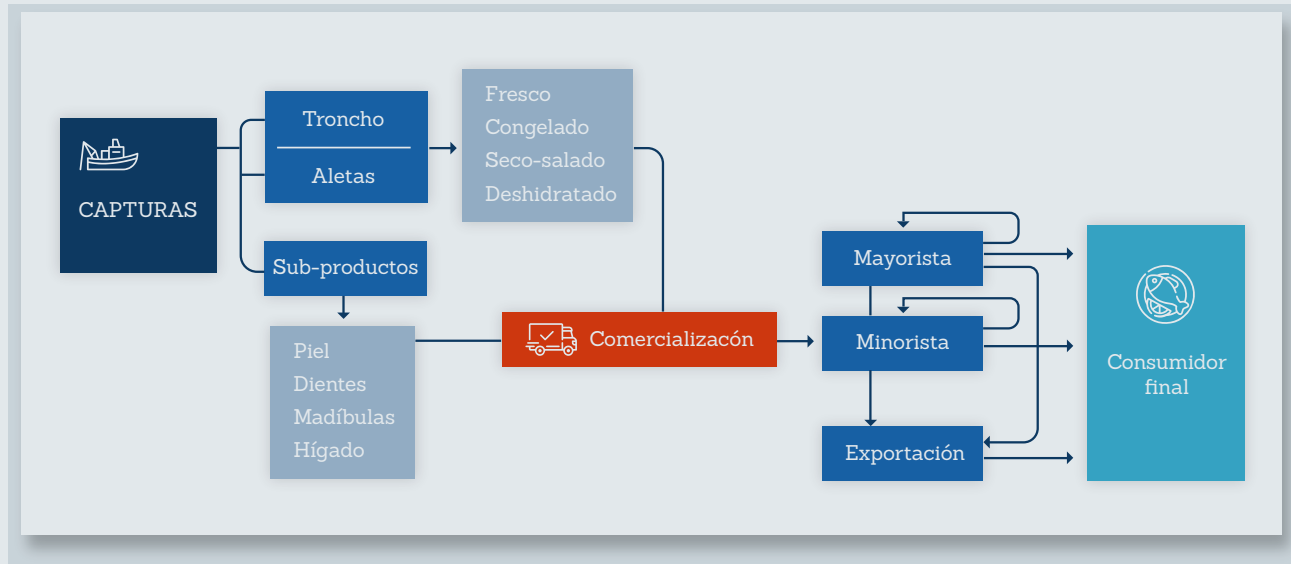 CAPTURAS
Troncho
Aletas
Sub-productos
Fresco
Congelado
Seco-salado
Deshidratado
Piel
Dientes
Madíbulas
Hígado
Comercializacón
Mayorista
Minorista
Exportación
Consumidor
final